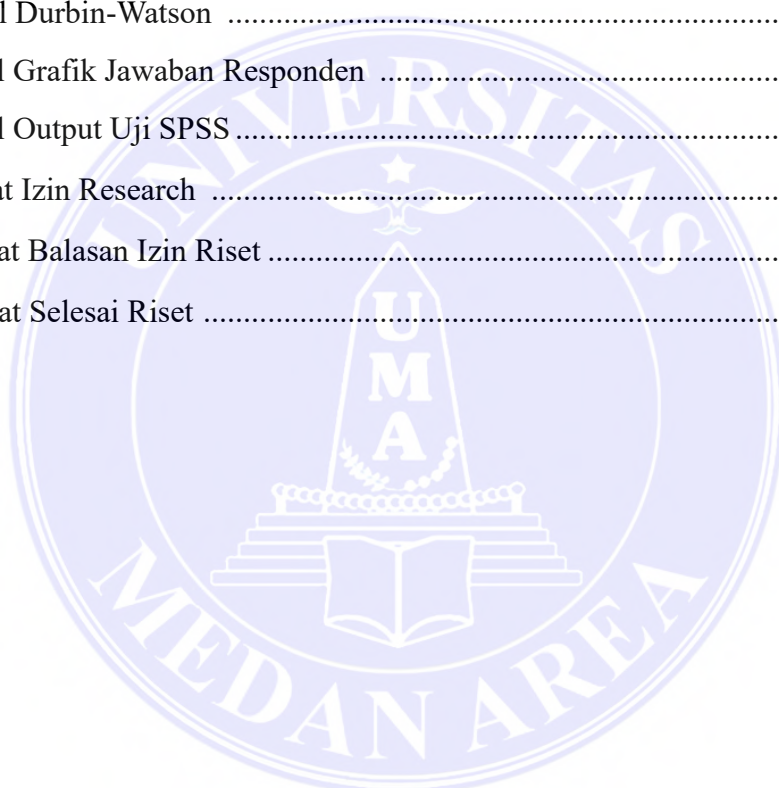 l Durbin-Watson ................................................................
l Grafik Jawaban Responden ................................................
l Output Uji SPSS................................................................
at Izin Research ................................................................
at Balasan Izin Riset ..........................................................
at Selesai Riset ..................................................................
UNIVERSITAS
U
M
A
MEDAN AREA